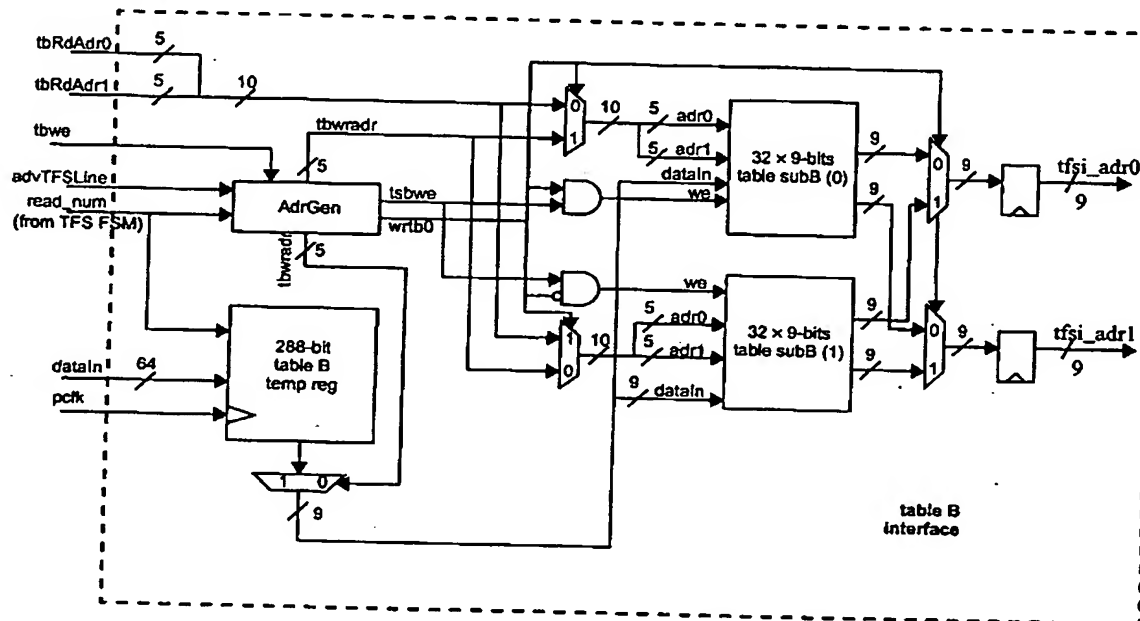 tbRdAdr0
5
tbRdAdr1
5
10
tbwe
tbwradr
5
advTFSLine
read_num
(from TFS FSM)
AdrGen
tsbwe
wrtb0
tbwradr
5
dataIn
64
pclk
288-bit
table B
temp reg
1 0
9
0
1
10
5
adr0
5
adr1
dataIn
we
32 × 9-bits
table subB (0)
9
9
we
1
0
10
5
adr0
5
adr1
9
dataIn
32 × 9-bits
table subB (1)
9
9
0
1
9
tfsi_adr0
9
0
1
9
tfsi_adr1
9
table B
interface